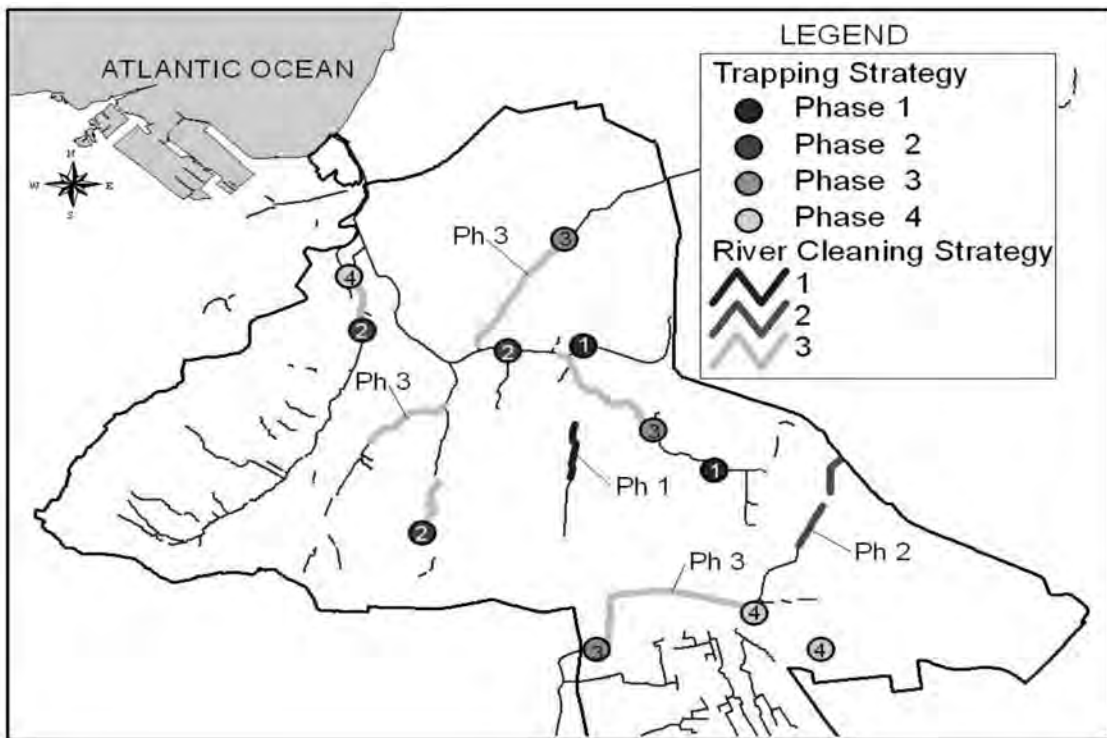 LEGEND
ATLANTIC OCEAN
Trapping Strategy
Phase 1
Phase 2
Phase 3
Phase 4
River Cleaning Strategy
1
2
3
N
W E
S
Ph 3
3
4
2
2
1
Ph 3
3
1
Ph 1
2
Ph 2
Ph 3
4
3
4